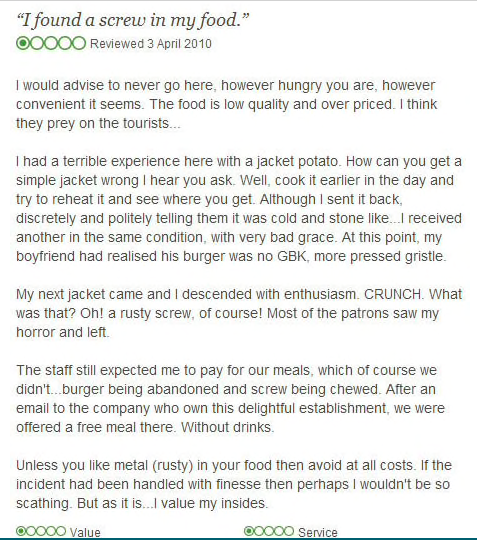 “I found a screw in my food.”
Reviewed 3 April 2010
I would advise to never go here, however hungry you are, however
convenient it seems. The food is low quality and over priced. I think
they prey on the tourists...
I had a terrible experience here with a jacket potato. How can you get a
simple jacket wrong I hear you ask. Well, cook it earlier in the day and
try to reheat it and see where you get. Although I sent it back,
discretely and politely telling them it was cold and stone like...I received
another in the same condition, with very bad grace. At this point, my
boyfriend had realised his burger was no GBK, more pressed gristle.
My next jacket came and I descended with enthusiasm. CRUNCH. What
was that? Oh! a rusty screw, of course! Most of the patrons saw my
horror and left.
The staff still expected me to pay for our meals, which of course we
didn't...burger being abandoned and screw being chewed. After an
email to the company who own this delightful establishment, we were
offered a free meal there. Without drinks.
Unless you like metal (rusty) in your food then avoid at all costs. If the
incident had been handled with finesse then perhaps I wouldn't be so
scathing. But as it is...I value my insides.
Value Service